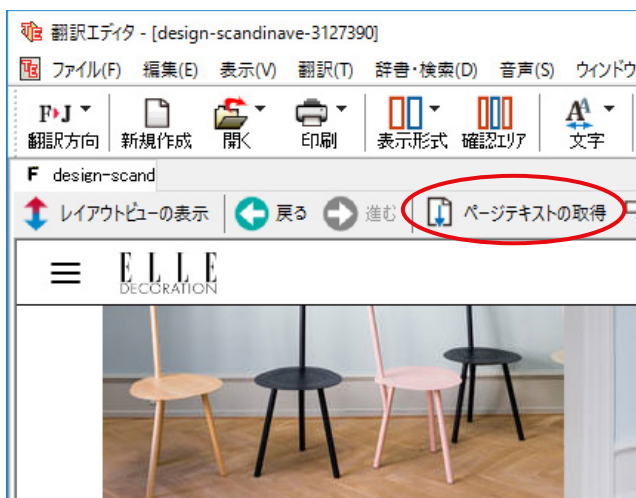 翻訳エディタ - [design-scandinave-3127390]
ファイル(F) 編集(E) 表示(V) 翻訳(T) 辞書・検索(D) 音声(S) ウィンドウ
F▸J
翻訳方向 新規作成 開く 印刷 表示形式 確認エリア 文字
F design-scand
レイアウトビューの表示 戻る 進む ページテキストの取得
ELLE
DECORATION